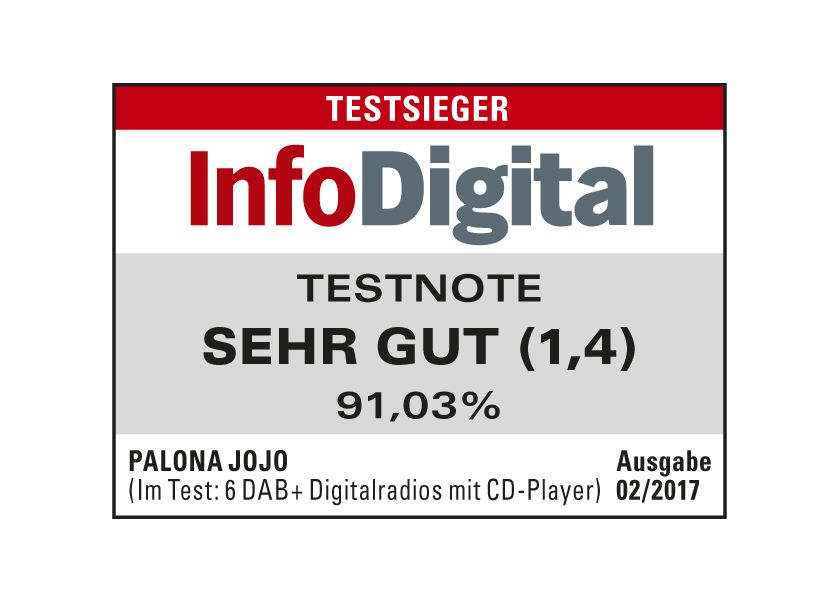 TESTSIEGER
InfoDigital
TESTNOTE
SEHR GUT (1,4)
91,03%
PALONA JOJO Ausgabe
(Im Test: 6 DAB+ Digitalradios mit CD-Player) 02/2017